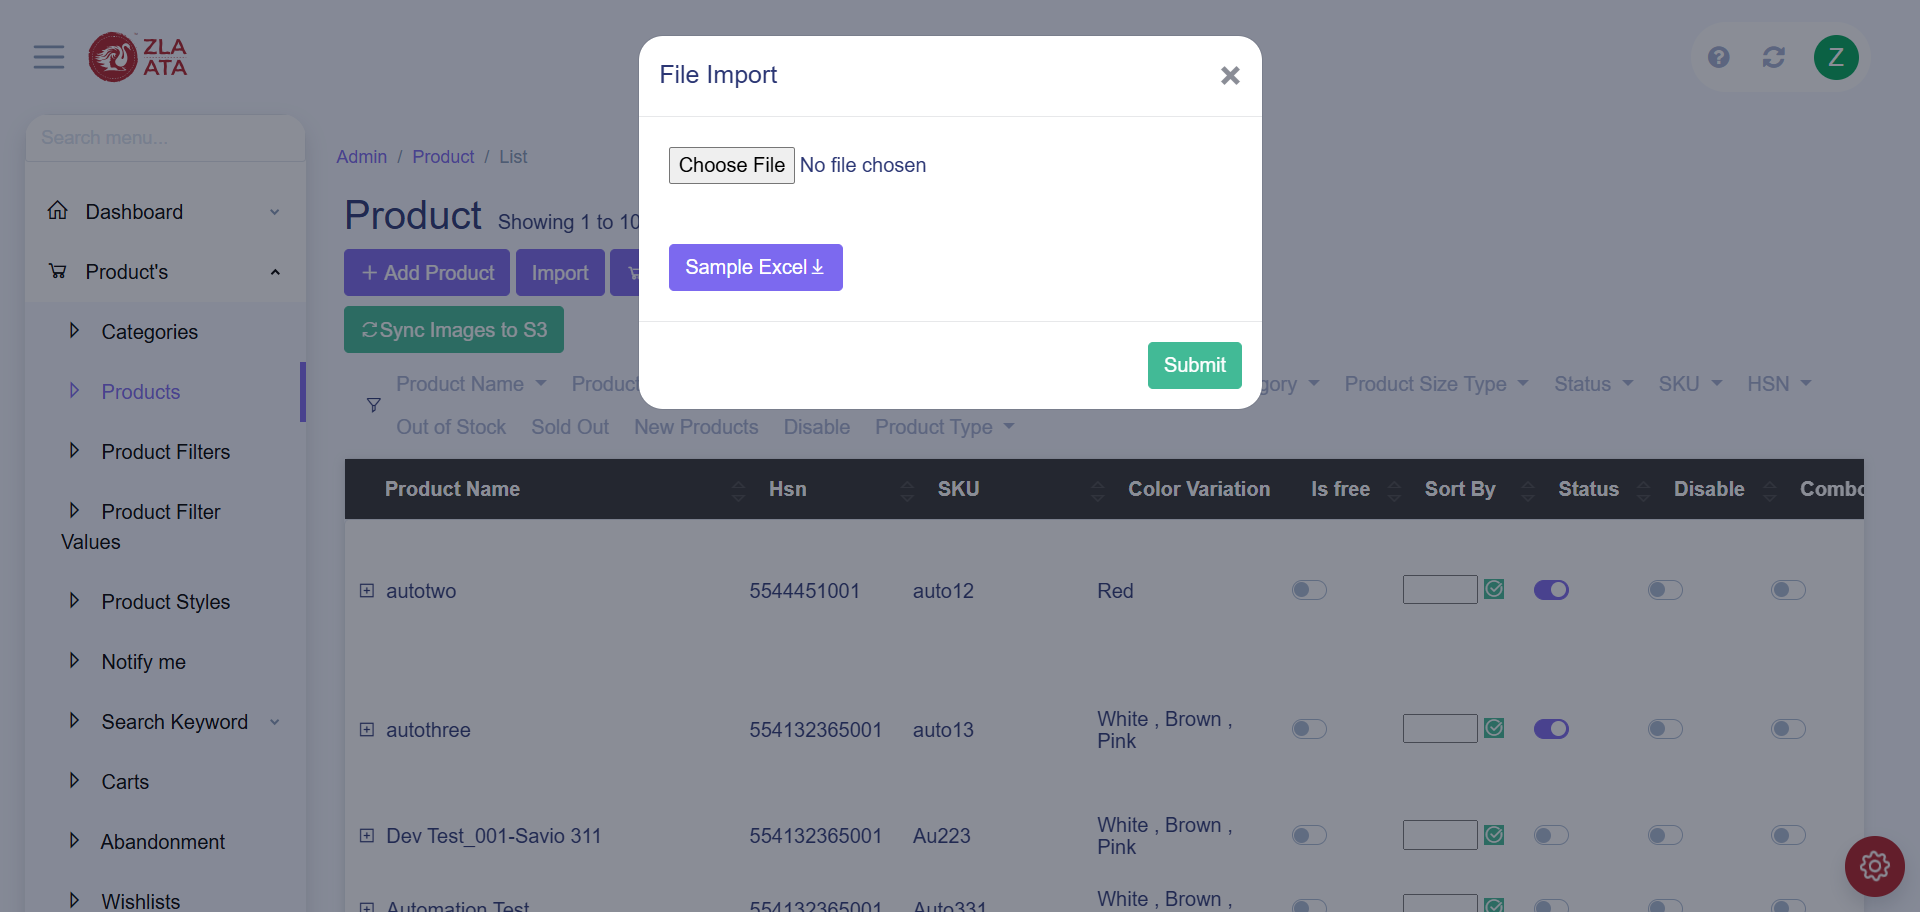 ZLA
ATA
File Import
Z
Search menu...
Admin / Product / List
Choose File No file chosen
Dashboard
Product Showing 1 to 10
Product's
+ Add Product
Import
Sample Excel
Categories
Sync Images to S3
Submit
Products
Product Name
Product
gory
Product Size Type
Status
SKU
HSN
Out of Stock
Sold Out
New Products
Disable
Product Type
Product Filters
Product Name Hsn SKU Color Variation Is free Sort By Status Disable Combo
Product Filter
Values
autotwo 5544451001 auto12 Red
Product Styles
Notify me
Search Keyword
autothree 554132365001 auto13 White , Brown ,
Pink
Carts
Dev Test_001-Savio 311 554132365001 Au223 White , Brown ,
Pink
Abandonment
Wishlists
Automation Test 554132365001 Auto331 White , Brown ,